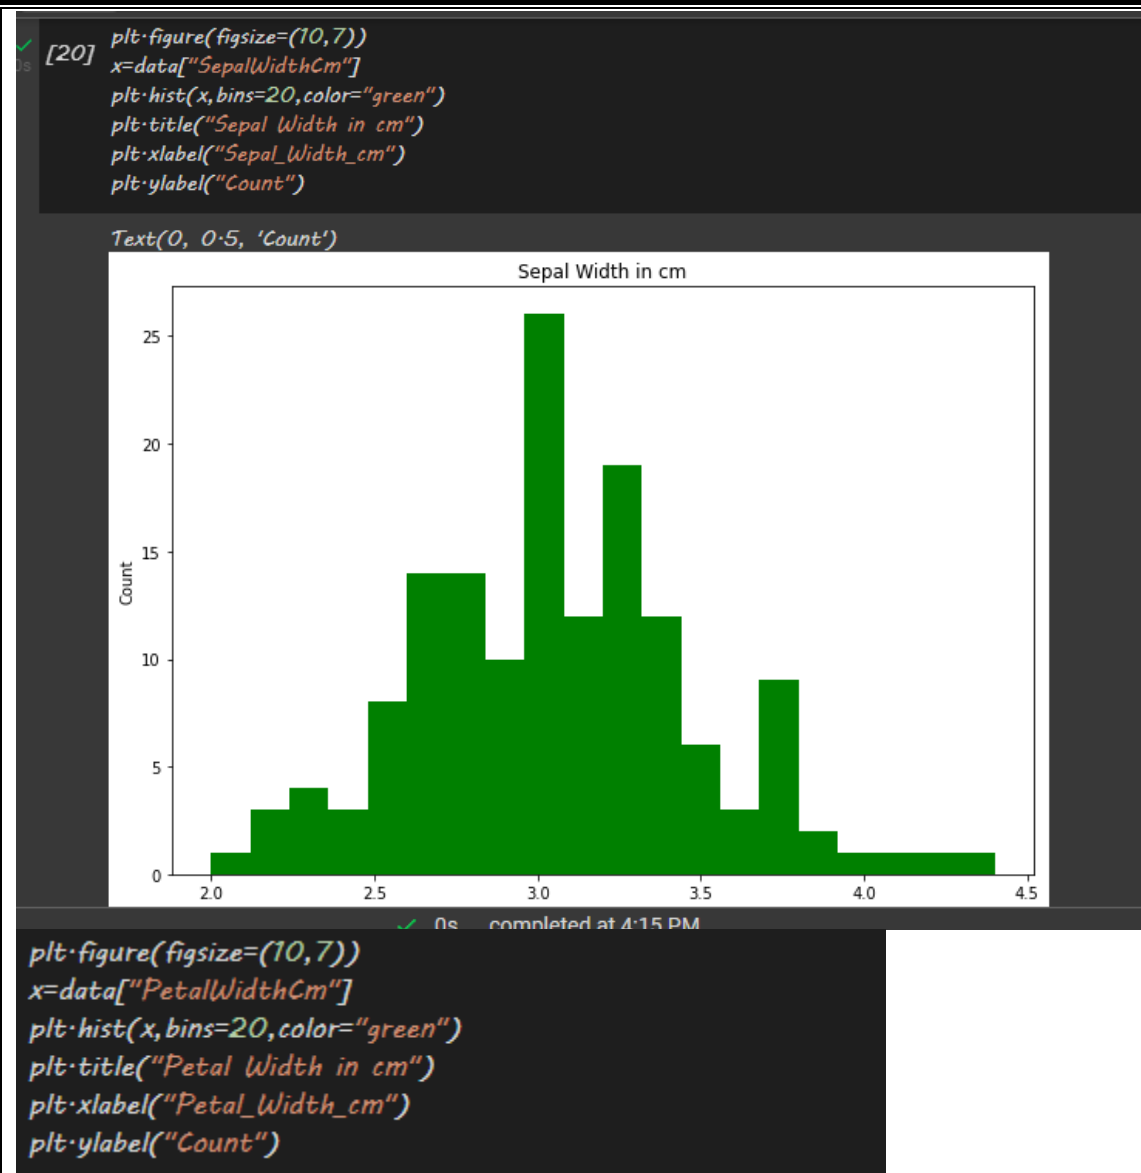 [20] plt.figure(figsize=(10,7))
0s
x=data["SepalWidthCm"]
plt.hist(x,bins=20,color="green")
plt.title("Sepal Width in cm")
plt.xlabel("Sepal_Width_cm")
plt.ylabel("Count")
Text(0, 0.5, 'Count')
Sepal Width in cm
25
20
15
10
5
0
Count
2.0 2.5 3.0 3.5 4.0 4.5
0s completed at 4:15 PM
plt.figure(figsize=(10,7))
x=data["PetalWidthCm"]
plt.hist(x,bins=20,color="green")
plt.title("Petal Width in cm")
plt.xlabel("Petal_Width_cm")
plt.ylabel("Count")